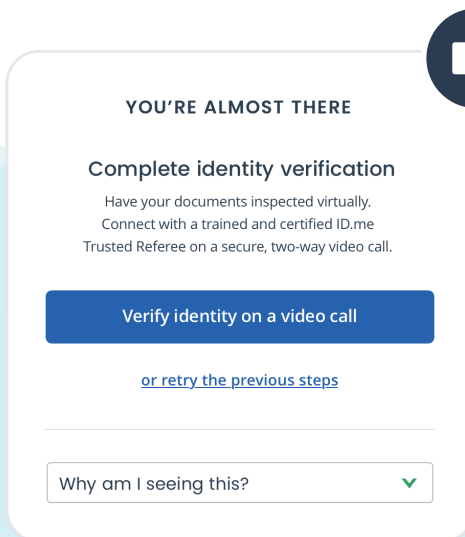 YOU’RE ALMOST THERE
Complete identity verification
Have your documents inspected virtually.
Connect with a trained and certified ID.me
Trusted Referee on a secure, two-way video call.
Verify identity on a video call
or retry the previous steps
Why am I seeing this?